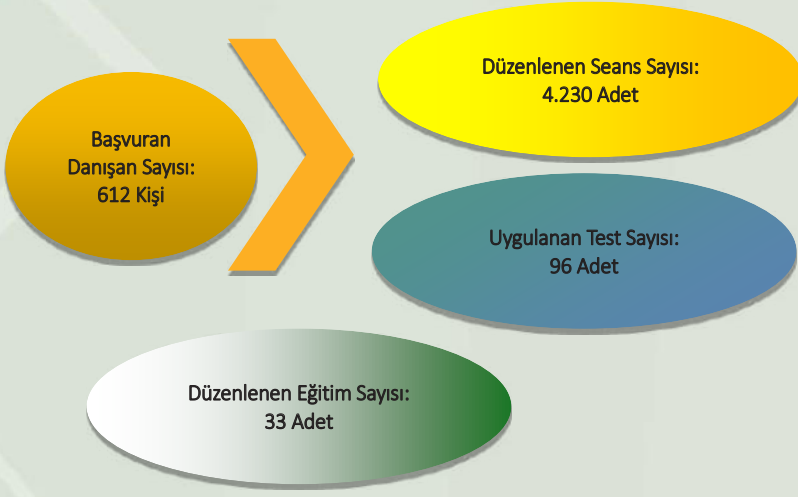 Başvuran
Danışan Sayısı:
612 Kişi
Düzenlenen Seans Sayısı:
4.230 Adet
Uygulanan Test Sayısı:
96 Adet
Düzenlenen Eğitim Sayısı:
33 Adet